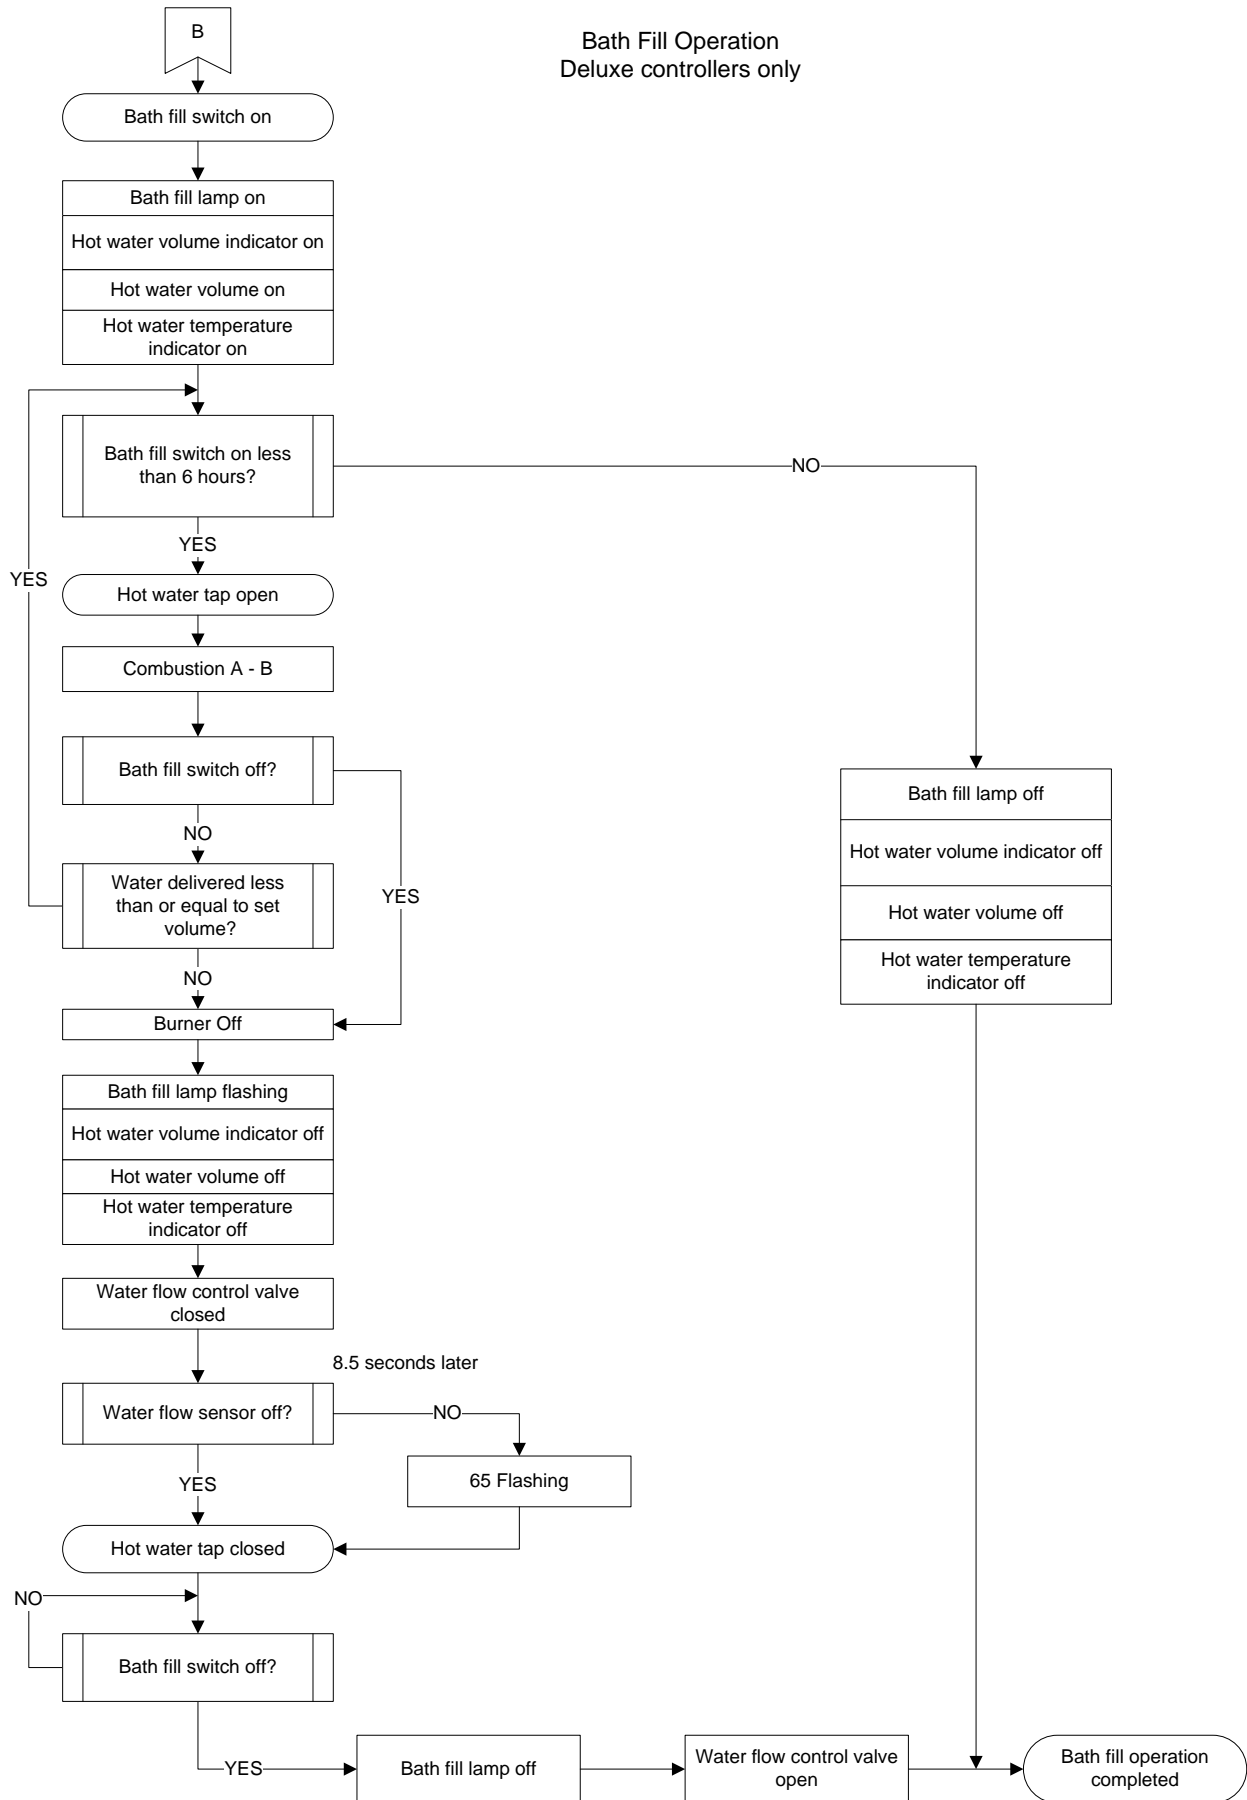 B
Bath Fill Operation
Deluxe controllers only
Bath fill switch on
Bath fill lamp on
Hot water volume indicator on
Hot water volume on
Hot water temperature
indicator on
Bath fill switch on less
than 6 hours?
NO
YES
YES
Hot water tap open
Combustion A - B
Bath fill switch off?
NO
YES
Water delivered less
than or equal to set
volume?
NO
Burner Off
Bath fill lamp off
Hot water volume indicator off
Hot water volume off
Hot water temperature
indicator off
Bath fill lamp flashing
Hot water volume indicator off
Hot water volume off
Hot water temperature
indicator off
Water flow control valve
closed
8.5 seconds later
Water flow sensor off?
NO
65 Flashing
YES
Hot water tap closed
NO
Bath fill switch off?
YES
Bath fill lamp off
Water flow control valve
open
Bath fill operation
completed